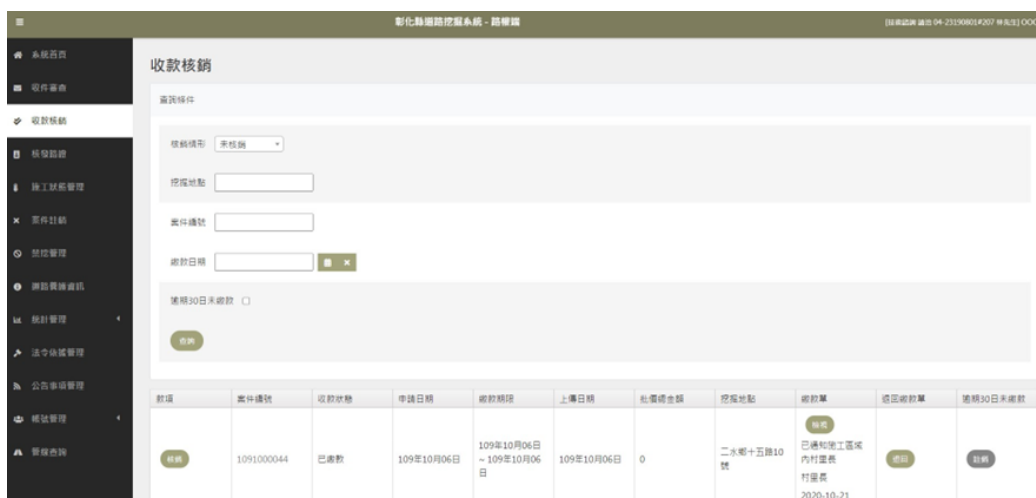 彰化縣道路挖掘系統 - 路權端
系統首頁
收件審查
收款核銷
核發路證
施工狀態管理
案件註銷
禁挖管理
統計管理
法令依據管理
公告事項管理
帳號管理
管線查詢
收款核銷
查詢條件
核銷情形 未核銷
挖掘地點
案件編號
繳款日期
逾期30日未繳款
查詢
款項 案件編號 收款狀態 申請日期 繳款期限 上傳日期 批價總金額 挖掘地點 繳款單 退回繳款單 逾期30日未繳款
核銷 1091000044 已繳款 109年10月06日 109年10月06日 ~ 109年10月06日 109年10月06日 0 二水鄉十五路10號 檢視 退回 註銷
已通知施工區域內村里長
村里長
2020-10-21